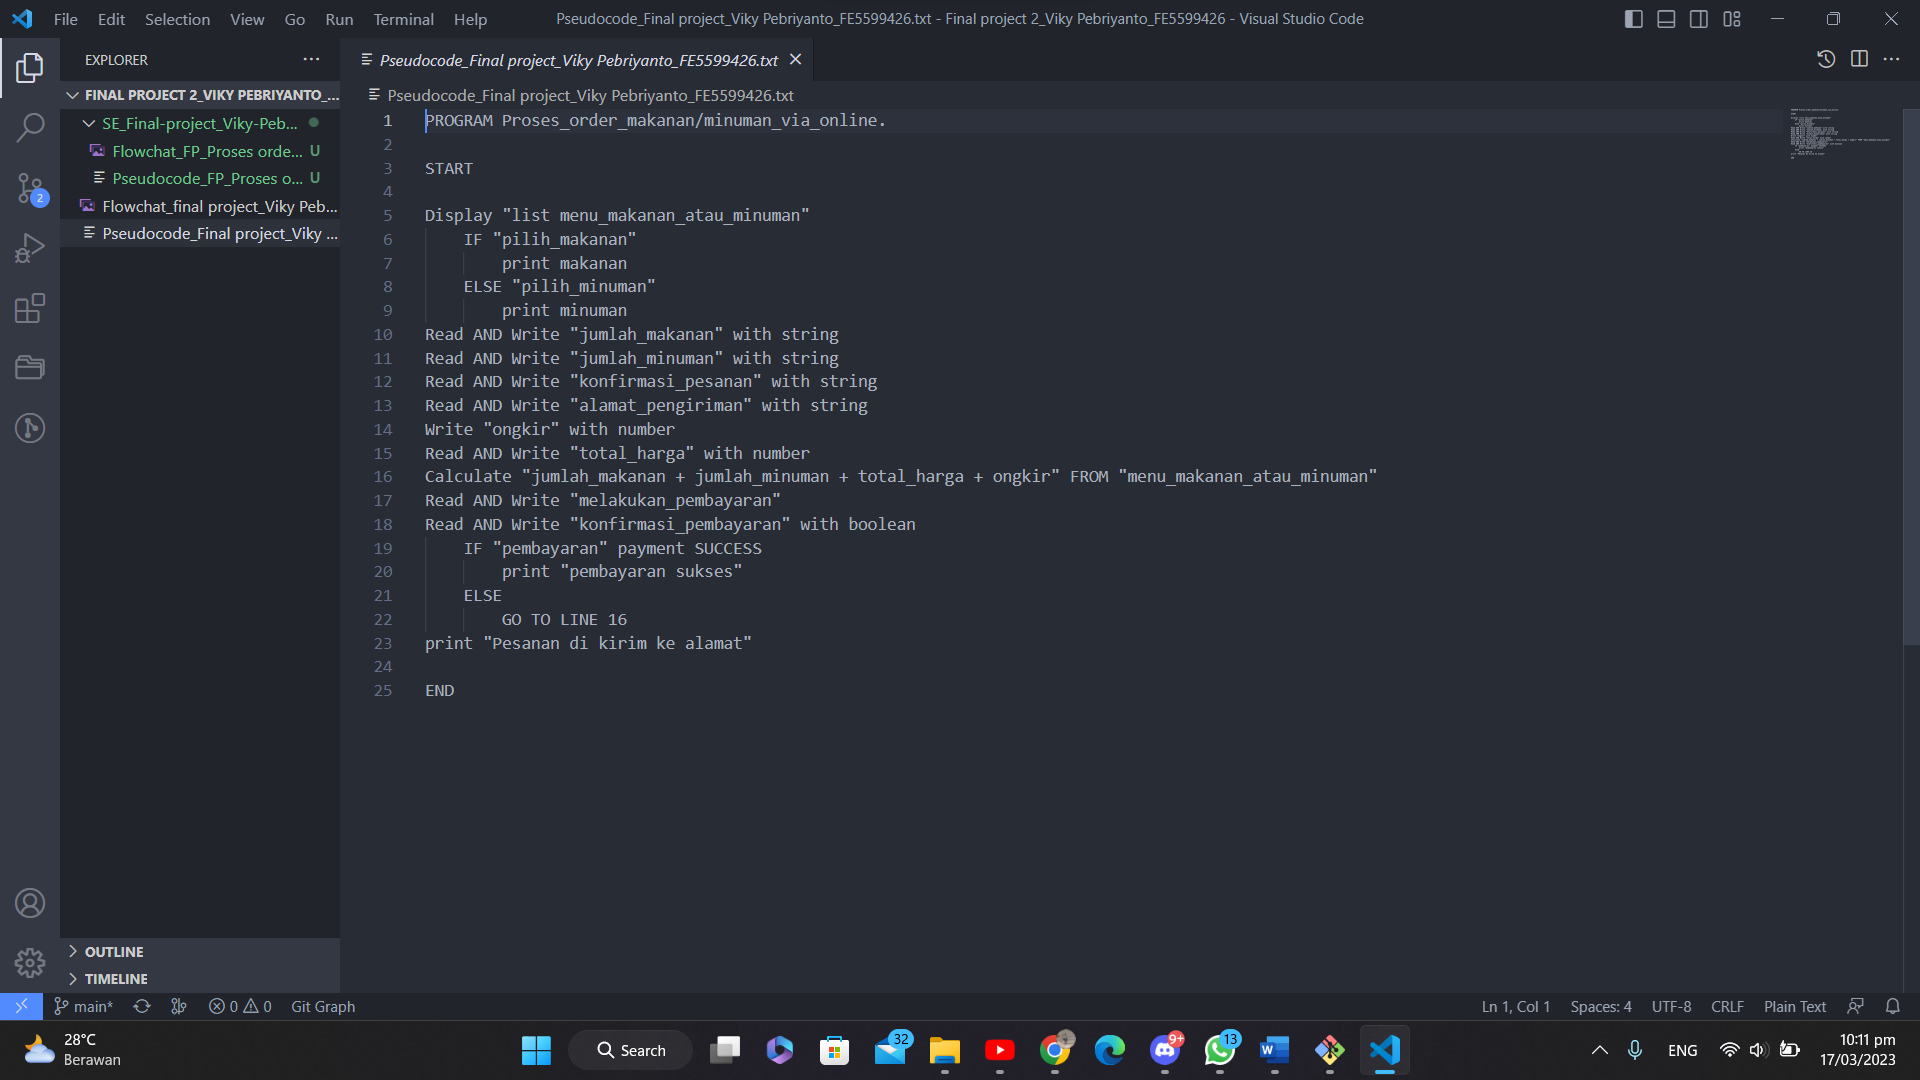 File Edit Selection View Go Run Terminal Help
Pseudocode_Final project_Viky Pebriyanto_FE5599426.txt - Final project 2_Viky Pebriyanto_FE5599426 - Visual Studio Code
EXPLORER
FINAL PROJECT 2_VIKY PEBRIYANTO_...
SE_Final-project_Viky-Peb...
Flowchat_FP_Proses orde... U
Pseudocode_FP_Proses o... U
Flowchat_final project_Viky Peb...
Pseudocode_Final project_Viky ...
2
Pseudocode_Final project_Viky Pebriyanto_FE5599426.txt
Pseudocode_Final project_Viky Pebriyanto_FE5599426.txt
1 PROGRAM Proses_order_makanan/minuman_via_online.
2
3 START
4
5 Display "list menu_makanan_atau_minuman"
6 IF "pilih_makanan"
7 print makanan
8 ELSE "pilih_minuman"
9 print minuman
10 Read AND Write "jumlah_makanan" with string
11 Read AND Write "jumlah_minuman" with string
12 Read AND Write "konfirmasi_pesanan" with string
13 Read AND Write "alamat_pengiriman" with string
14 Write "ongkir" with number
15 Read AND Write "total_harga" with number
16 Calculate "jumlah_makanan + jumlah_minuman + total_harga + ongkir" FROM "menu_makanan_atau_minuman"
17 Read AND Write "melakukan_pembayaran"
18 Read AND Write "konfirmasi_pembayaran" with boolean
19 IF "pembayaran" payment SUCCESS
20 print "pembayaran sukses"
21 ELSE
22 GO TO LINE 16
23 print "Pesanan di kirim ke alamat"
24
25 END
OUTLINE
TIMELINE
main* 0 0 Git Graph
Ln 1, Col 1 Spaces: 4 UTF-8 CRLF Plain Text
28°C
Berawan
Search
32
9+
13
W
ENG
10:11 pm
17/03/2023